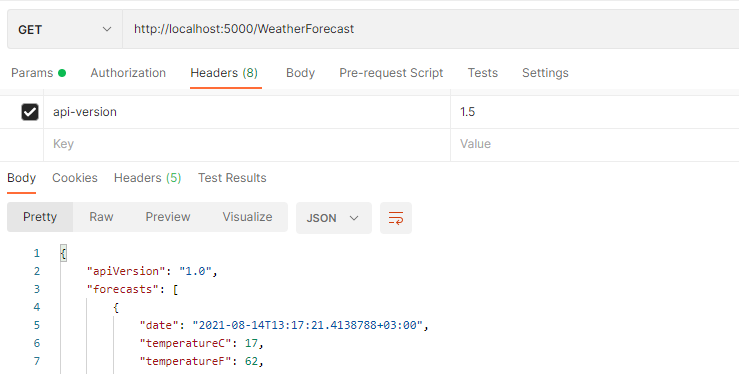 GET http://localhost:5000/WeatherForecast
Params Authorization Headers (8) Body Pre-request Script Tests Settings
api-version 1.5
Key Value
Body Cookies Headers (5) Test Results
Pretty Raw Preview Visualize JSON
1 {
2 "apiVersion": "1.0",
3 "forecasts": [
4 {
5 "date": "2021-08-14T13:17:21.4138788+03:00",
6 "temperatureC": 17,
7 "temperatureF": 62,